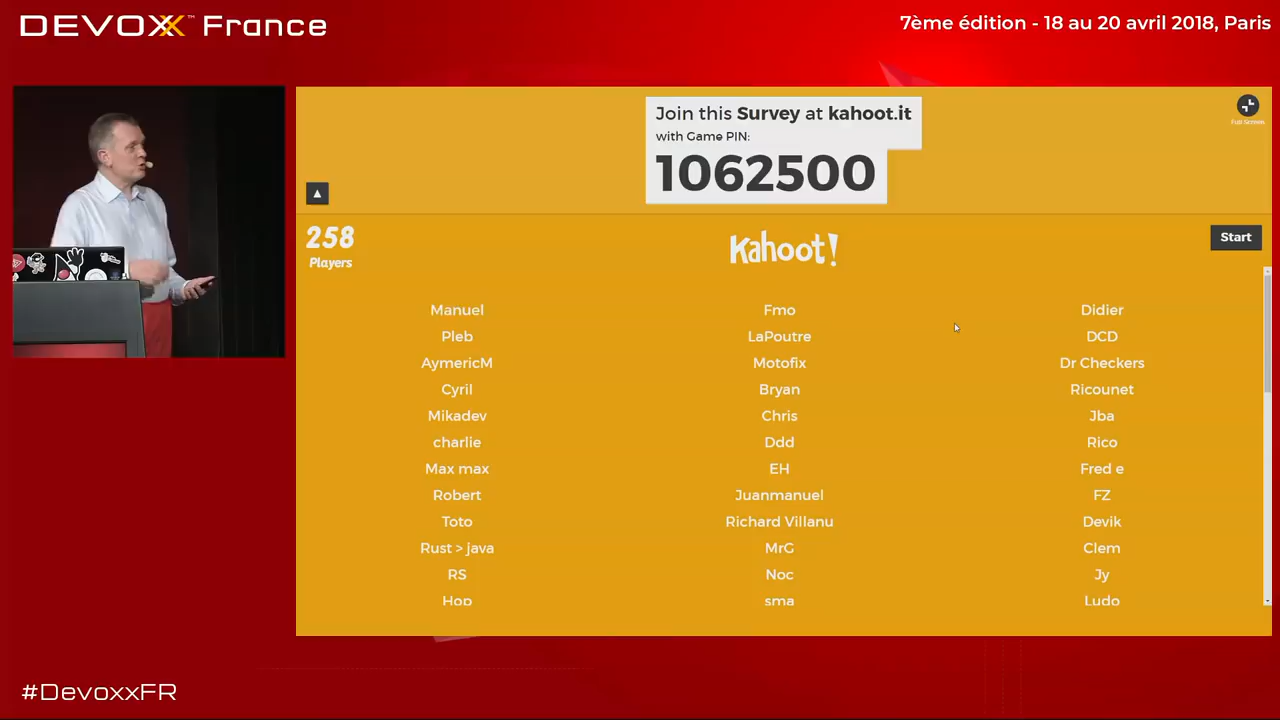 DEVOXX™ France
7ème édition - 18 au 20 avril 2018, Paris
Join this Survey at kahoot.it
with Game PIN:
1062500
Full Screen
258
Players
Kahoot!
Start
Manuel Fmo Didier
Pleb LaPoutre DCD
AymericM Motofix Dr Checkers
Cyril Bryan Ricounet
Mikadev Chris Jba
charlie Ddd Rico
Max max EH Fred e
Robert Juanmanuel FZ
Toto Richard Villanu Devik
Rust > java MrG Clem
RS Noc Jy
Hop sma Ludo
#DevoxxFR